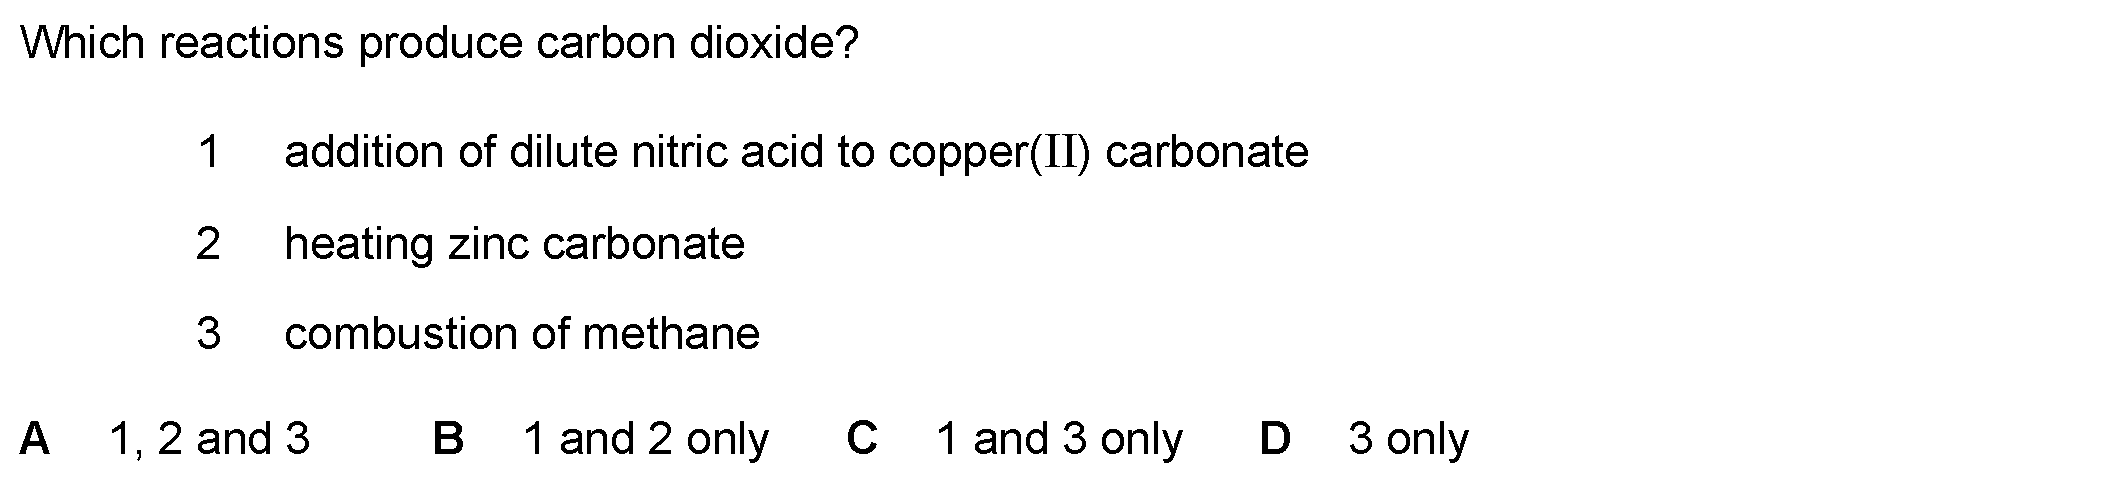 Which reactions produce carbon dioxide?
1 addition of dilute nitric acid to copper(II) carbonate
2 heating zinc carbonate
3 combustion of methane
A 1, 2 and 3 B 1 and 2 only C 1 and 3 only D 3 only